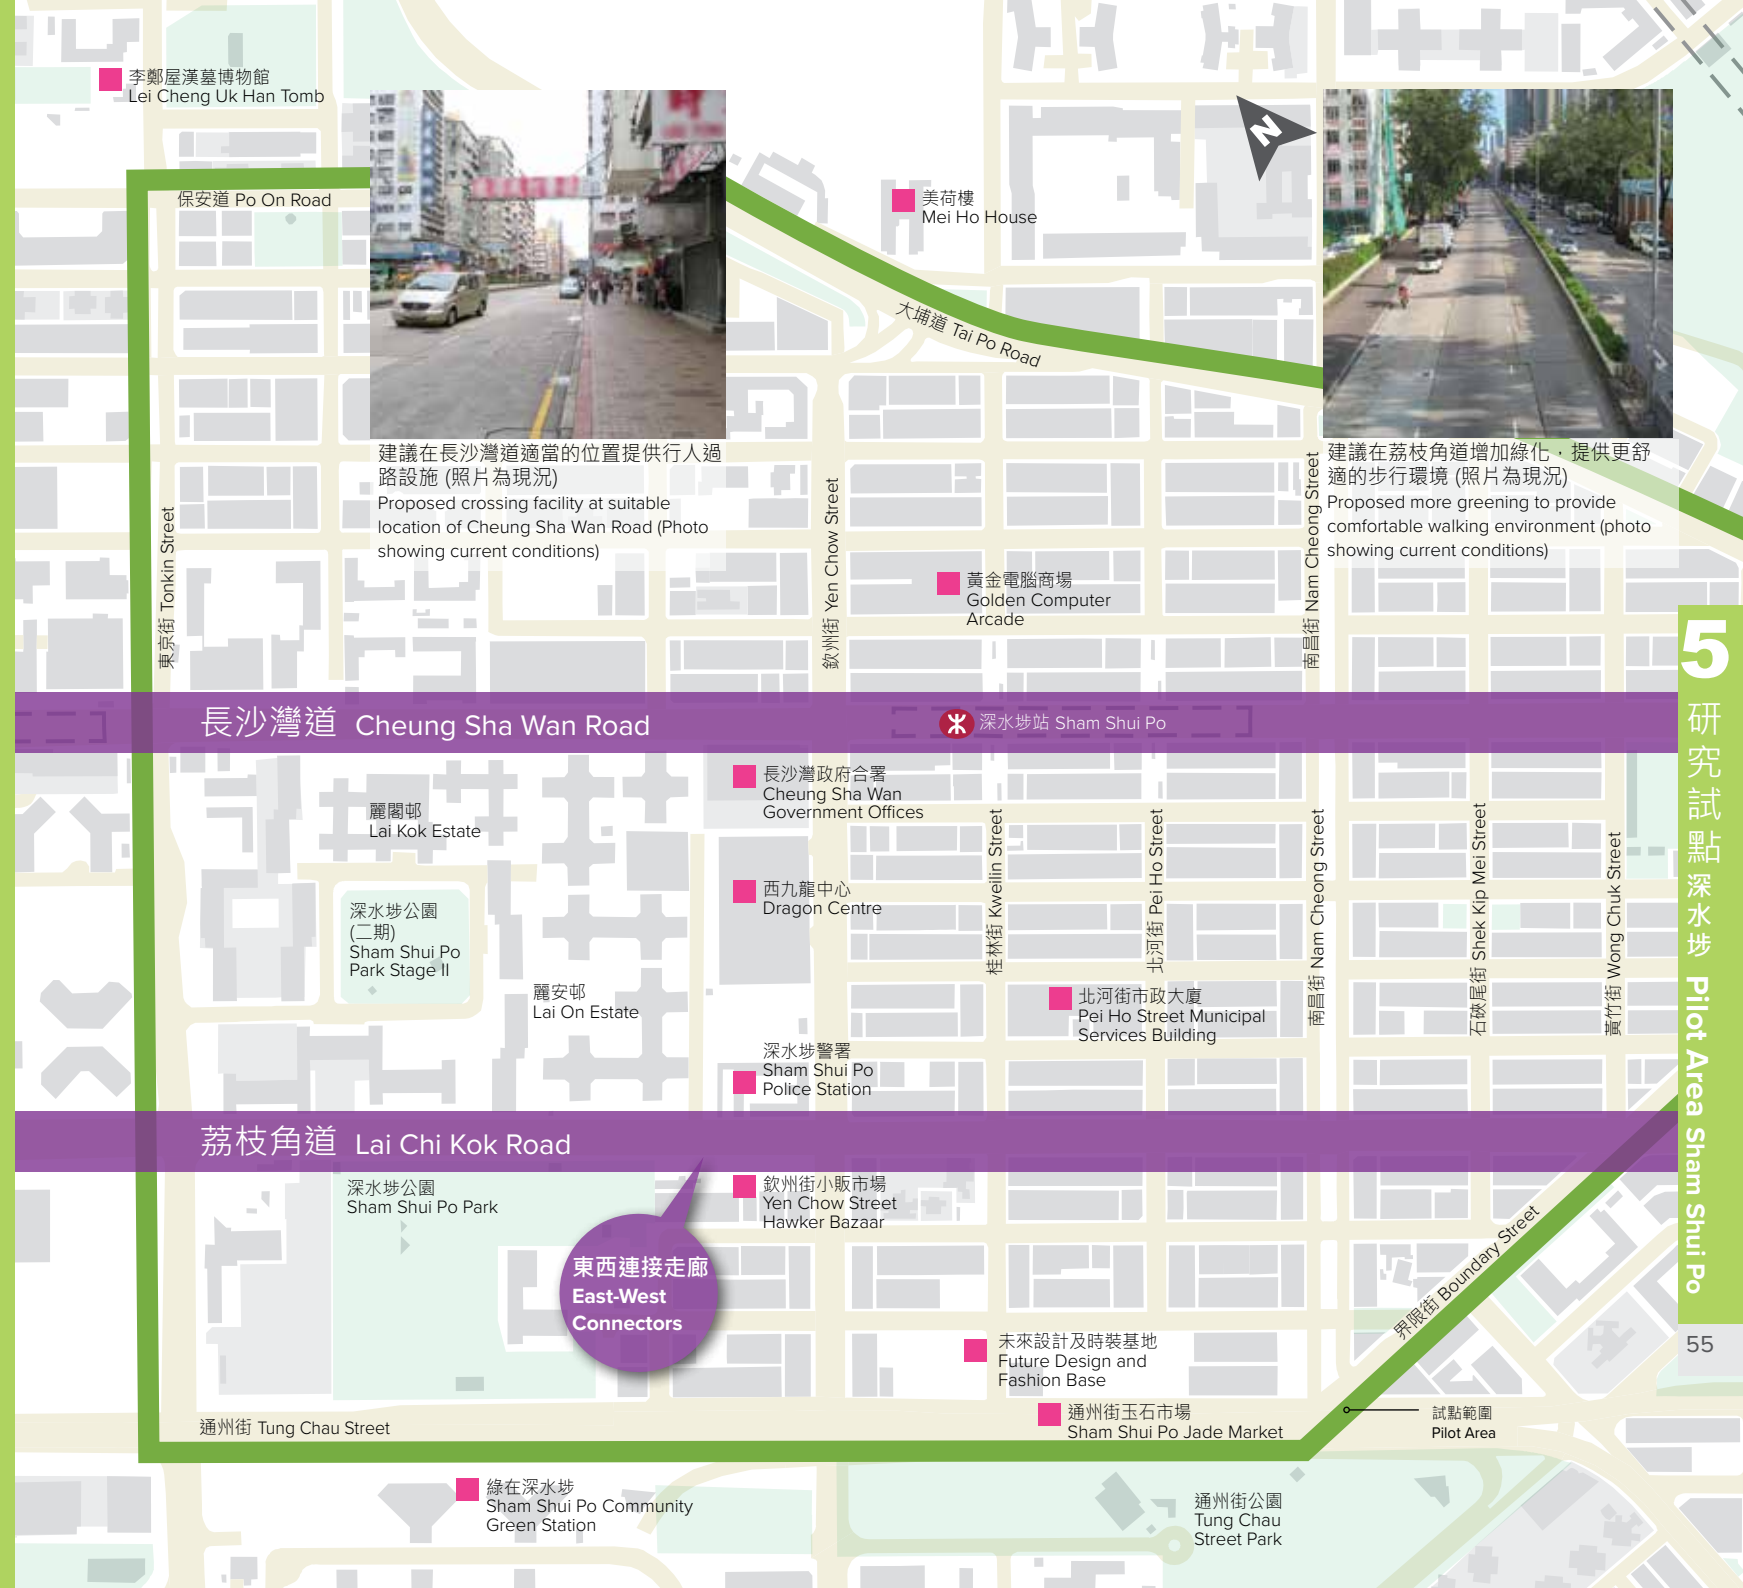 李鄭屋漢墓博物館
Lei Cheng Uk Han Tomb
保安道 Po On Road
美荷樓
Mei Ho House
N
大埔道 Tai Po Road
建議在長沙灣道適當的位置提供行人過
路設施 (照片為現況)
Proposed crossing facility at suitable
location of Cheung Sha Wan Road (Photo
showing current conditions)
建議在荔枝角道增加綠化，提供更舒
適的步行環境 (照片為現況)
Proposed more greening to provide
comfortable walking environment (photo
showing current conditions)
東京街 Tonkin Street
欽州街 Yen Chow Street
南昌街 Nam Cheong Street
黃金電腦商場
Golden Computer
Arcade
長沙灣道 Cheung Sha Wan Road
深水埗站 Sham Shui Po
長沙灣政府合署
Cheung Sha Wan
Government Offices
麗閣邨
Lai Kok Estate
西九龍中心
Dragon Centre
桂林街 Kweilin Street
北河街 Pei Ho Street
南昌街 Nam Cheong Street
石硤尾街 Shek Kip Mei Street
黃竹街 Wong Chuk Street
深水埗公園
(二期)
Sham Shui Po
Park Stage II
麗安邨
Lai On Estate
北河街市政大廈
Pei Ho Street Municipal
Services Building
深水埗警署
Sham Shui Po
Police Station
荔枝角道 Lai Chi Kok Road
深水埗公園
Sham Shui Po Park
欽州街小販市場
Yen Chow Street
Hawker Bazaar
東西連接走廊
East-West
Connectors
界限街 Boundary Street
未來設計及時裝基地
Future Design and
Fashion Base
通州街玉石市場
Sham Shui Po Jade Market
試點範圍
Pilot Area
通州街 Tung Chau Street
綠在深水埗
Sham Shui Po Community
Green Station
通州街公園
Tung Chau
Street Park
5
研究試點 深水埗 Pilot Area Sham Shui Po
55